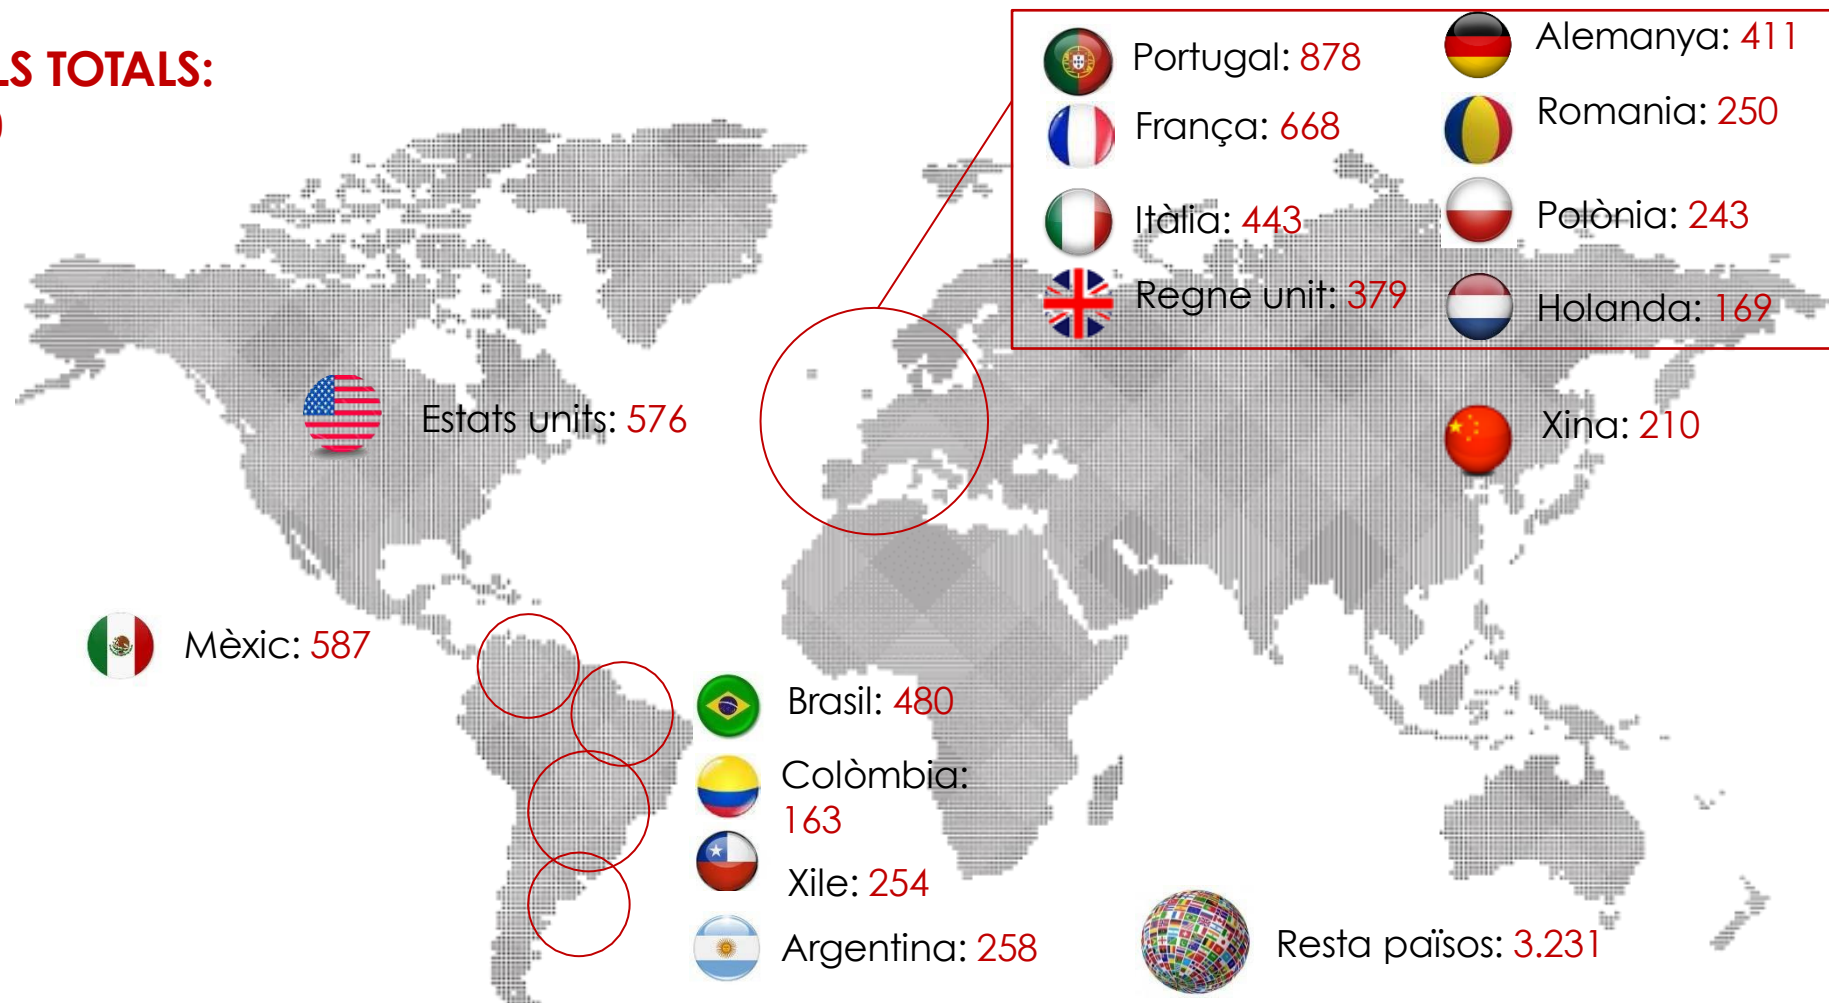 TOTALS:
Portugal: 878
França: 668
Itàlia: 443
Regne unit: 379
Alemanya: 411
Romania: 250
Polònia: 243
Holanda: 169
Estats units: 576
Xina: 210
Mèxic: 587
Brasil: 480
Colòmbia:
163
Xile: 254
Argentina: 258
Resta països: 3.231